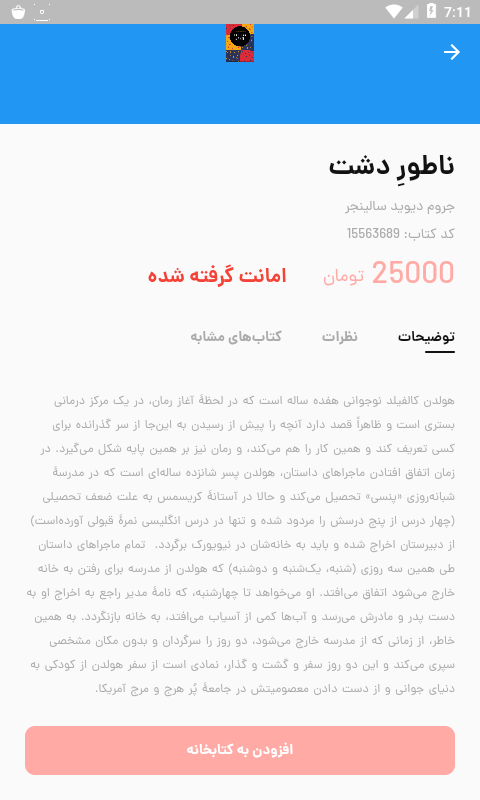 7:11
ناطورِ دشت
جروم دیوید سالینجر
کد کتاب: 15563689
25000 تومان امانت گرفته شده
توضیحات نظرات کتاب‌های مشابه
هولدن کالفیلد نوجوانی هفده ساله است که در لحظهٔ آغاز رمان، در یک مرکز درمانی
بستری است و ظاهراً قصد دارد آنچه را پیش از رسیدن به این‌جا از سر گذرانده برای
کسی تعریف کند و همین کار را هم می‌کند، و رمان نیز بر همین پایه شکل می‌گیرد. در
زمان اتفاق افتادن ماجراهای داستان، هولدن پسر شانزده ساله‌ای است که در مدرسهٔ
شبانه‌روزی «پنسی» تحصیل می‌کند و حالا در آستانهٔ کریسمس به علت ضعف تحصیلی
(چهار درس از پنج درسش را مردود شده و تنها در درس انگلیسی نمرهٔ قبولی آورده‌است)
از دبیرستان اخراج شده و باید به خانه‌شان در نیویورک برگردد. تمام ماجراهای داستان
طی همین سه روزی (شنبه، یک‌شنبه و دوشنبه) که هولدن از مدرسه برای رفتن به خانه
خارج می‌شود اتفاق می‌افتد. او می‌خواهد تا چهارشنبه، که نامهٔ مدیر راجع به اخراج او به
دست پدر و مادرش می‌رسد و آب‌ها کمی از آسیاب می‌افتد، به خانه بازنگردد. به همین
خاطر، از زمانی که از مدرسه خارج می‌شود، دو روز را سرگردان و بدون مکان مشخصی
سپری می‌کند و این دو روز سفر و گشت و گذار، نمادی است از سفر هولدن از کودکی به
دنیای جوانی و از دست دادن معصومیتش در جامعهٔ پُر هرج و مرج آمریکا.
افزودن به کتابخانه